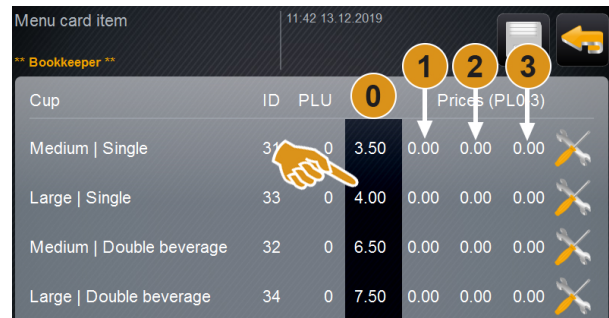 Menu card item 11:42 13.12.2019
** Bookkeeper **
1 2 3
Cup ID PLU 0 Prices (PL0-3)
Medium | Single 31 0 3.50 0.00 0.00 0.00
Large | Single 33 0 4.00 0.00 0.00 0.00
Medium | Double beverage 32 0 6.50 0.00 0.00 0.00
Large | Double beverage 34 0 7.50 0.00 0.00 0.00